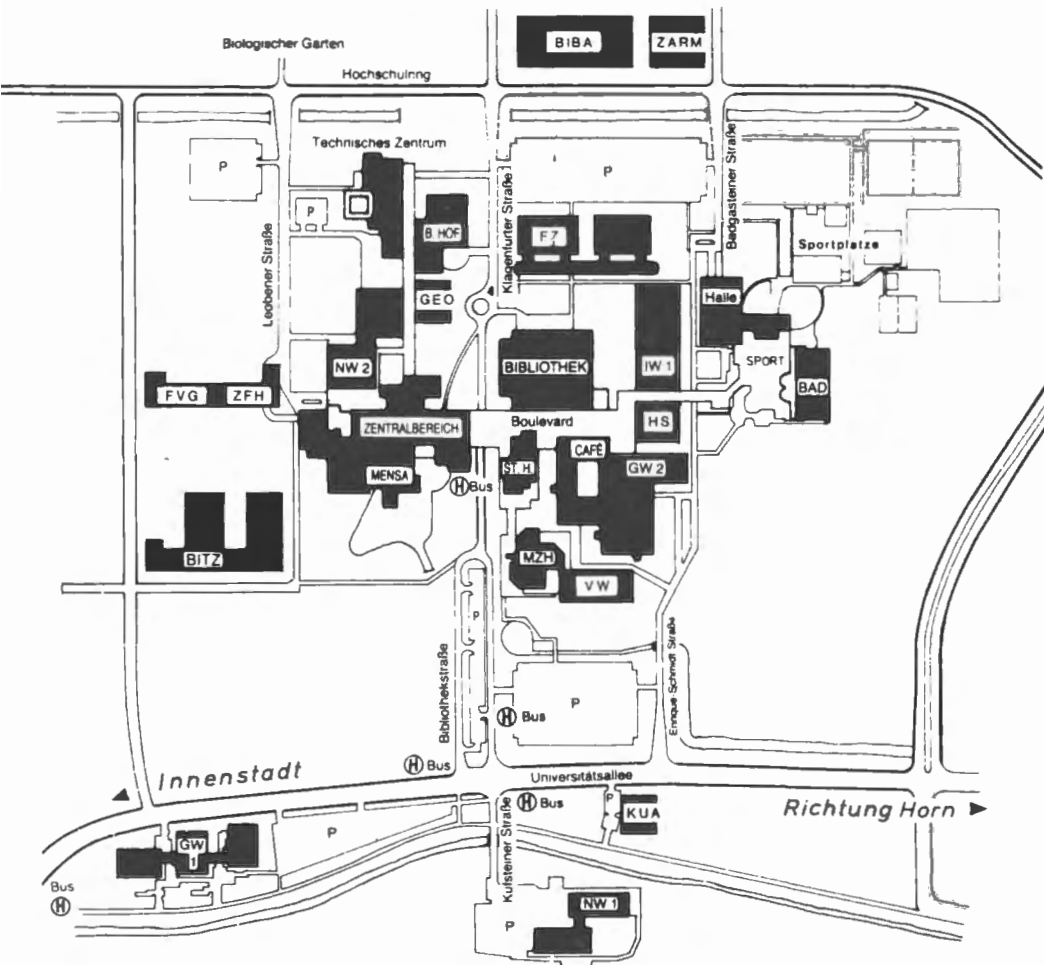 BIBA
ZARM
Biologischer Garten
Hochschulring
Technisches Zentrum
P
P
P
Badgasteiner Straße
Klagenfurter Straße
Leobener Straße
B. HOF
FZ
Sportplätze
GEO
Halle
NW 2
BIBLIOTHEK
IW 1
SPORT
BAD
FVG
ZFH
ZENTRALBEREICH
Boulevard
HS
CAFÉ
MENSA
ST. H.
GW 2
H Bus
BITZ
MZH
VW
P
Bibliothekstraße
Enrique-Schmidt Straße
P
H Bus
H Bus
Innenstadt
Universitätsallee
H Bus
P
KUA
Richtung Horn
P
GW 1
Kufsteiner Straße
Bus
H
NW 1
P